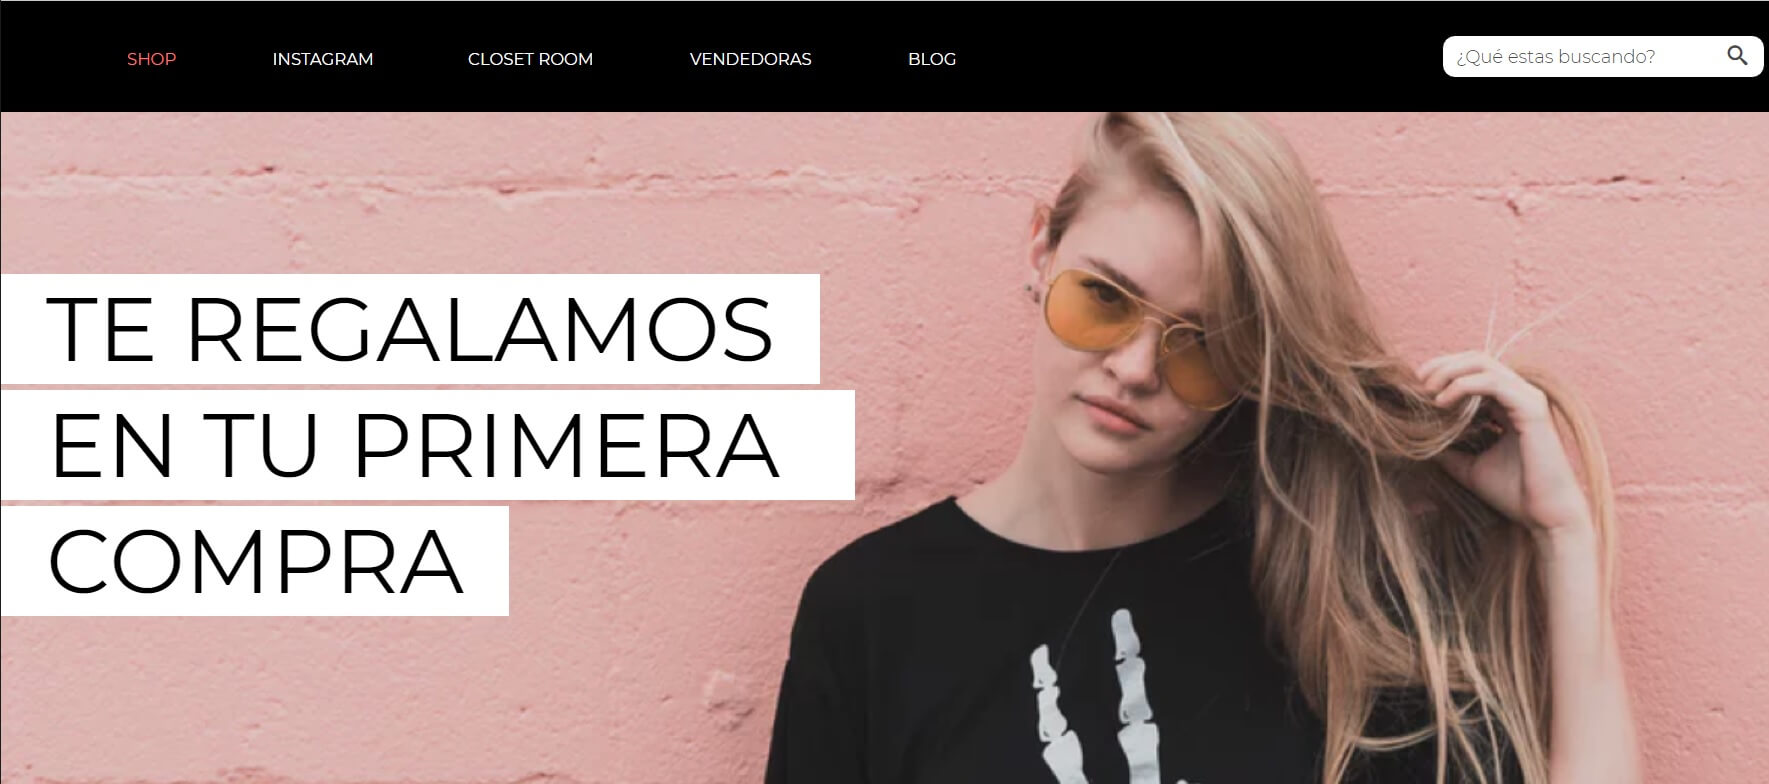 SHOP INSTAGRAM CLOSET ROOM VENDEDORAS BLOG ¿Qué estas buscando?
TE REGALAMOS
EN TU PRIMERA
COMPRA